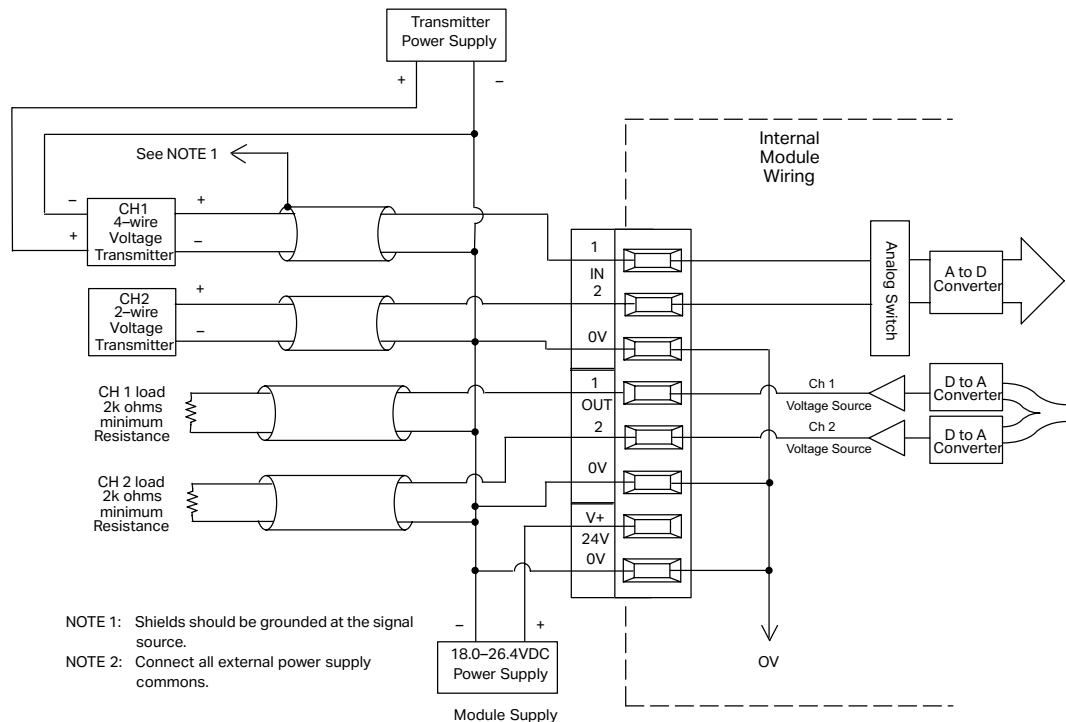 Transmitter
Power Supply
+
–
Internal
Module
Wiring
See NOTE 1
–
+
CH1
4–wire
Voltage
Transmitter
+
–
1
IN
2
0V
Analog Switch
A to D
Converter
CH2
2–wire
Voltage
Transmitter
+
–
CH 1 load
2k ohms
minimum
Resistance
1
OUT
2
0V
Ch 1
Voltage Source
D to A
Converter
Ch 2
Voltage Source
D to A
Converter
CH 2 load
2k ohms
minimum
Resistance
V+
24V
0V
NOTE 1: Shields should be grounded at the signal
source.
NOTE 2: Connect all external power supply
commons.
–
+
18.0–26.4VDC
Power Supply
Module Supply
OV